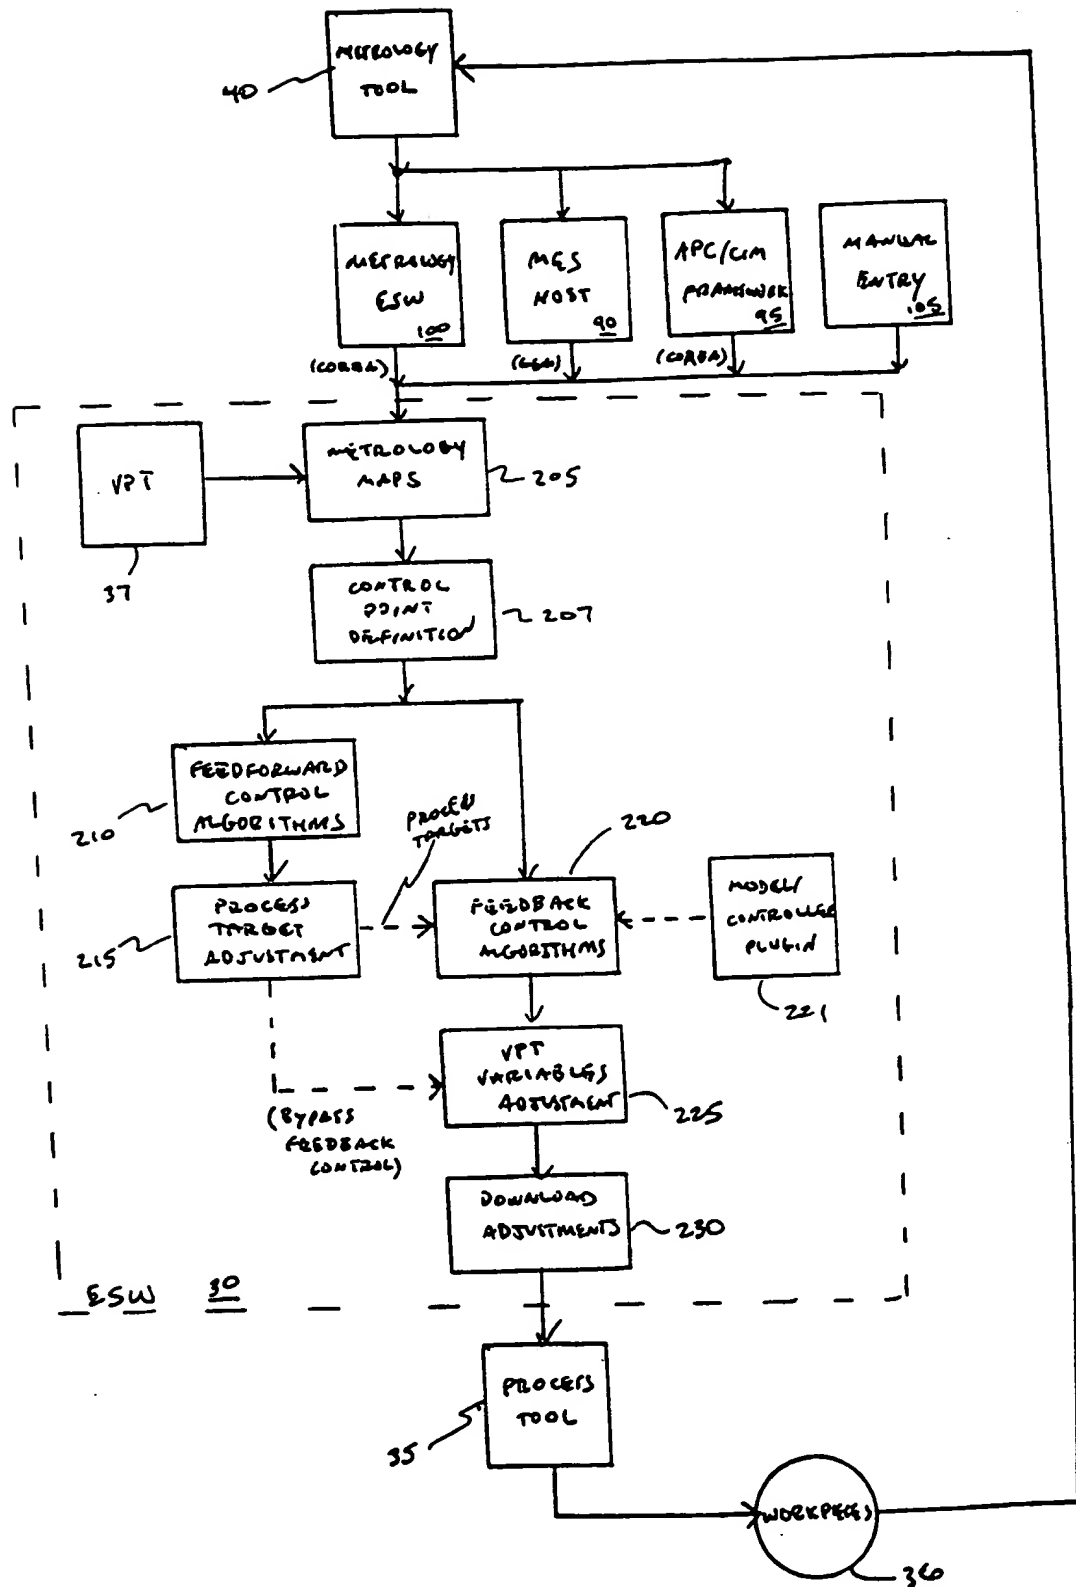 METROLOGY
TOOL
40
METROLOGY
ESW
100
MES
HOST
90
APC/CIM
FRAMEWORK
95
MANUAL
ENTRY
105
(CORBA)
(CORBA)
VPT
37
METROLOGY
MAPS
205
CONTROL
POINT
DEFINITION
207
FEEDFORWARD
CONTROL
ALGORITHMS
210
PROCESS
TARGETS
220
PROCESS
TARGET
ADJUSTMENT
215
FEEDBACK
CONTROL
ALGORITHMS
MODEL/
CONTROLLER
PLUGIN
221
VPT
VARIABLES
ADJUSTMENT
225
(BYPASS
FEEDBACK
CONTROL)
DOWNLOAD
ADJUSTMENTS
230
ESW 30
PROCESS
TOOL
35
WORKPIECES
36